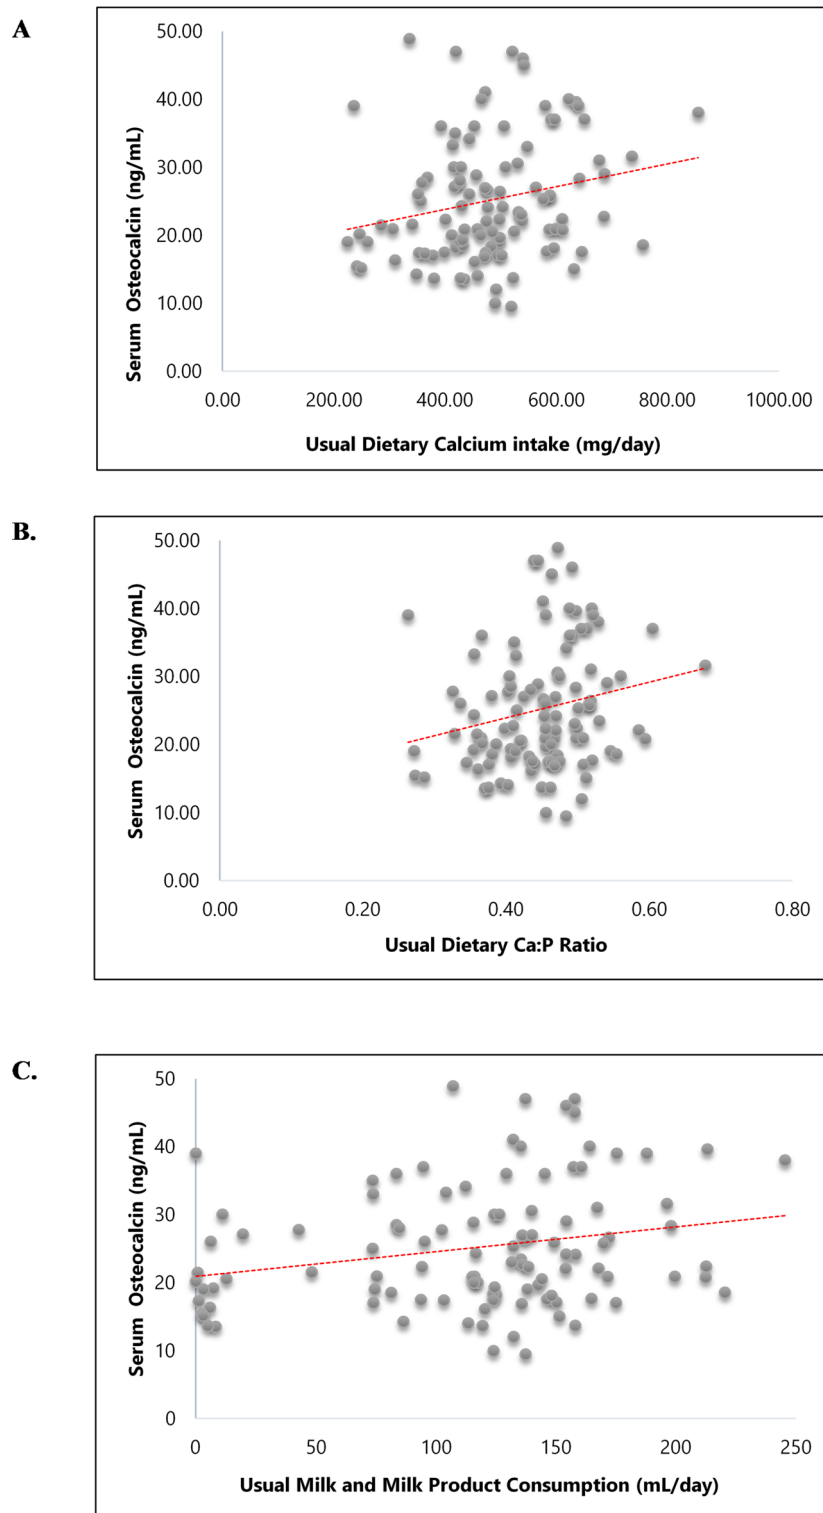 A
50.00
40.00
30.00
20.00
10.00
0.00
Serum Osteocalcin (ng/mL)
0.00 200.00 400.00 600.00 800.00 1000.00
Usual Dietary Calcium intake (mg/day)
B.
50.00
40.00
30.00
20.00
10.00
0.00
Serum Osteocalcin (ng/mL)
0.00 0.20 0.40 0.60 0.80
Usual Dietary Ca:P Ratio
C.
50
40
30
20
10
0
Serum Osteocalcin (ng/mL)
0 50 100 150 200 250
Usual Milk and Milk Product Consumption (mL/day)